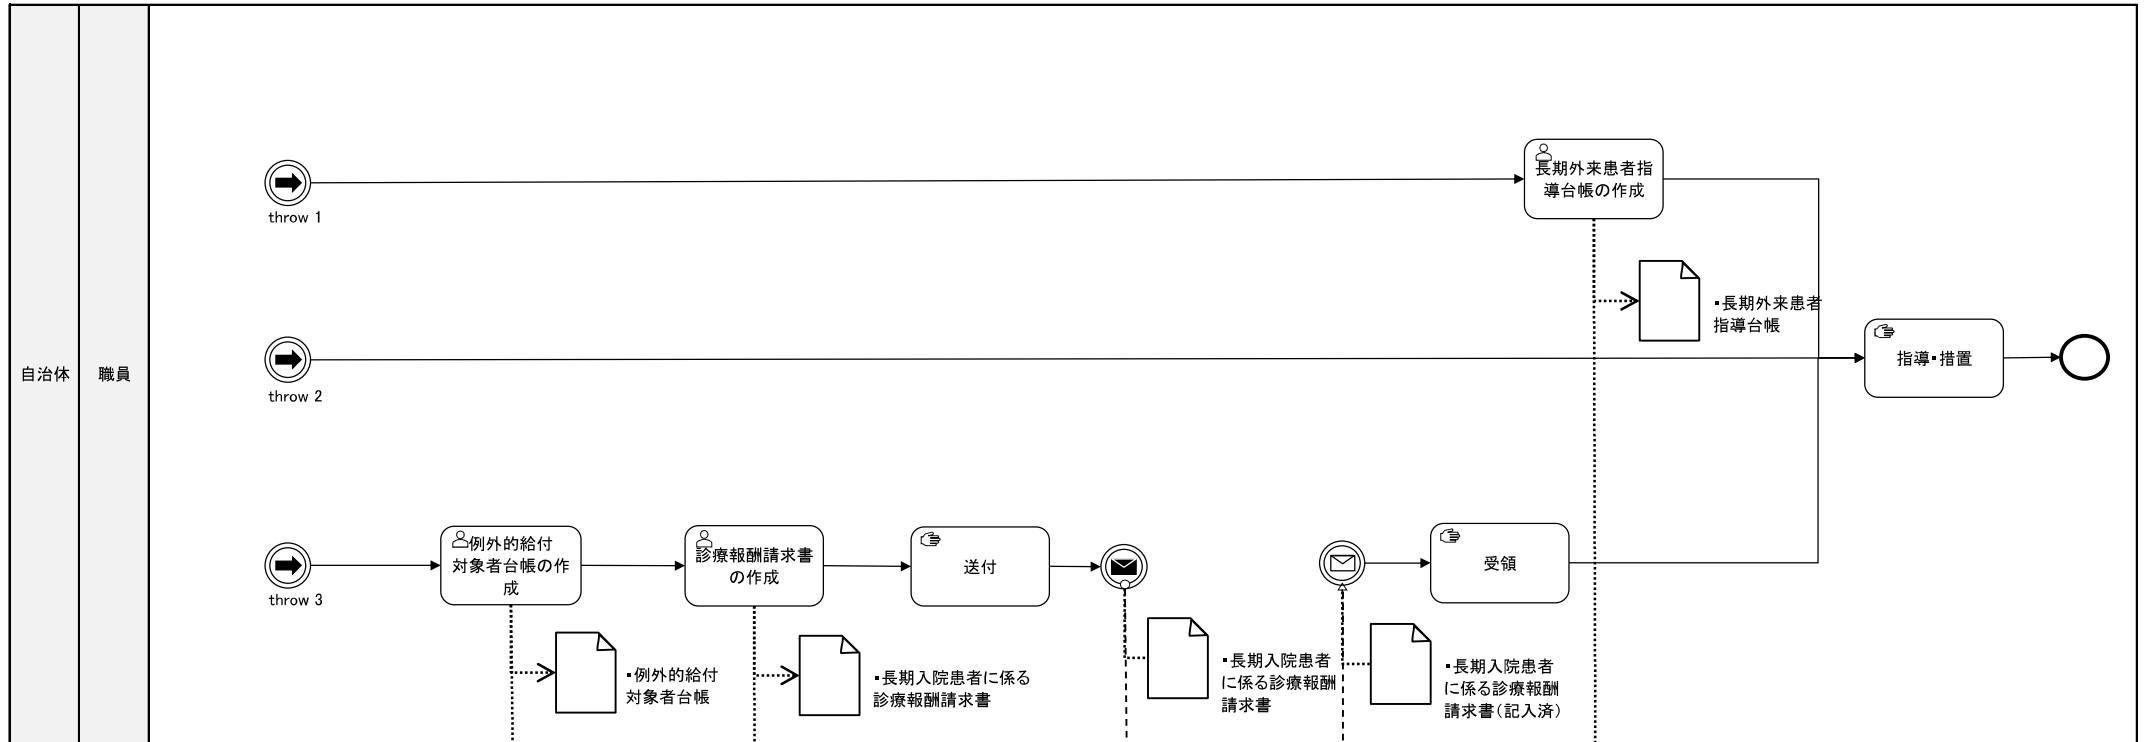 自治体
職員
throw 1
長期外来患者指
導台帳の作成
・長期外来患者
指導台帳
throw 2
指導・措置
throw 3
例外的給付
対象者台帳の作
成
診療報酬請求書
の作成
送付
受領
・例外的給付
対象者台帳
・長期入院患者に係る
診療報酬請求書
・長期入院患者
に係る診療報酬
請求書
・長期入院患者
に係る診療報酬
請求書(記入済)